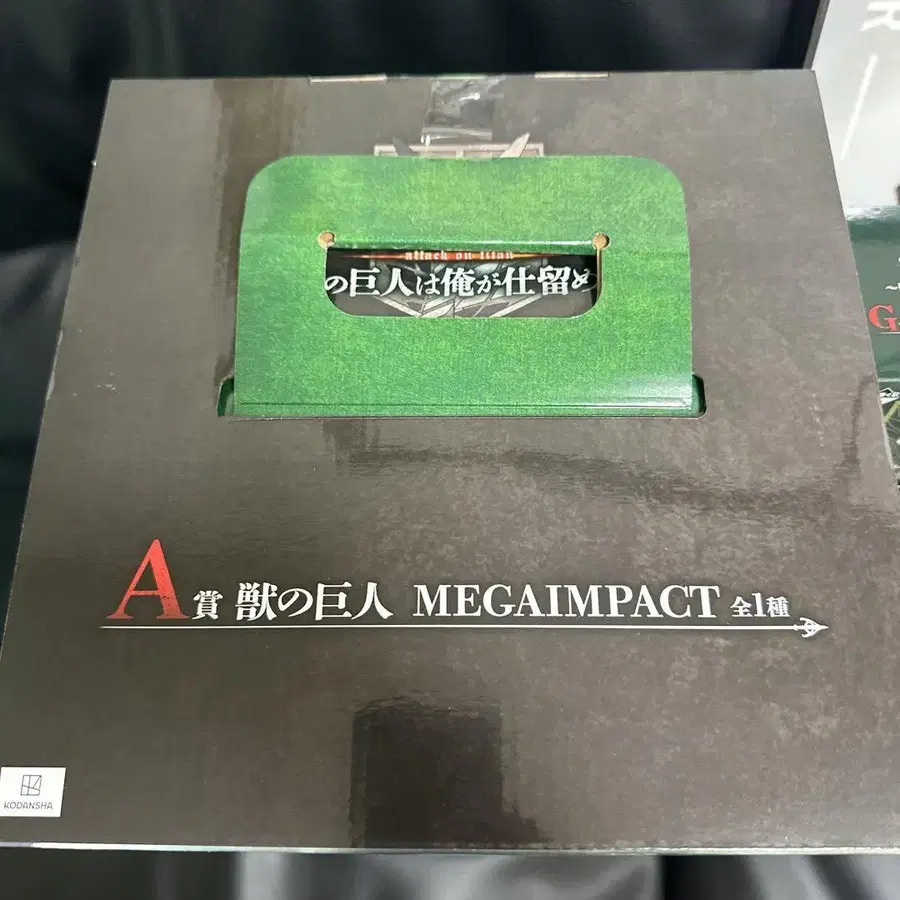 attack on titan
の巨人は俺が仕留め
A賞 獣の巨人 MEGAIMPACT 全1種
KODANSHA
R
G